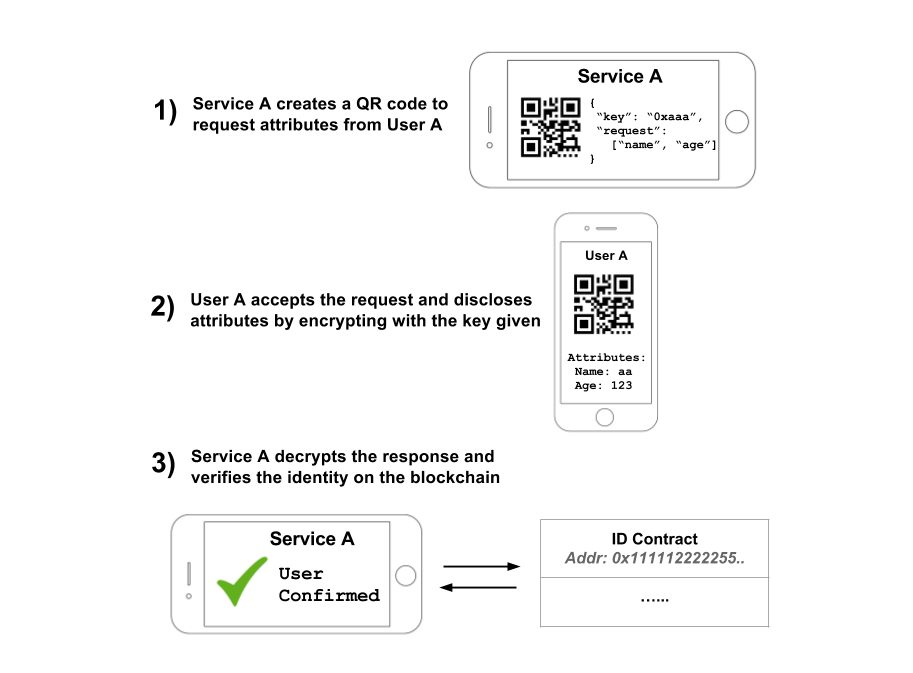 1)
Service A creates a QR code to
request attributes from User A
Service A
{
“key”: “0xaaa”,
“request”:
[“name”, “age”]
}
2)
User A accepts the request and discloses
attributes by encrypting with the key given
User A
Attributes:
Name: aa
Age: 123
3)
Service A decrypts the response and
verifies the identity on the blockchain
Service A
User
Confirmed
ID Contract
Addr: 0x111112222255..
…...